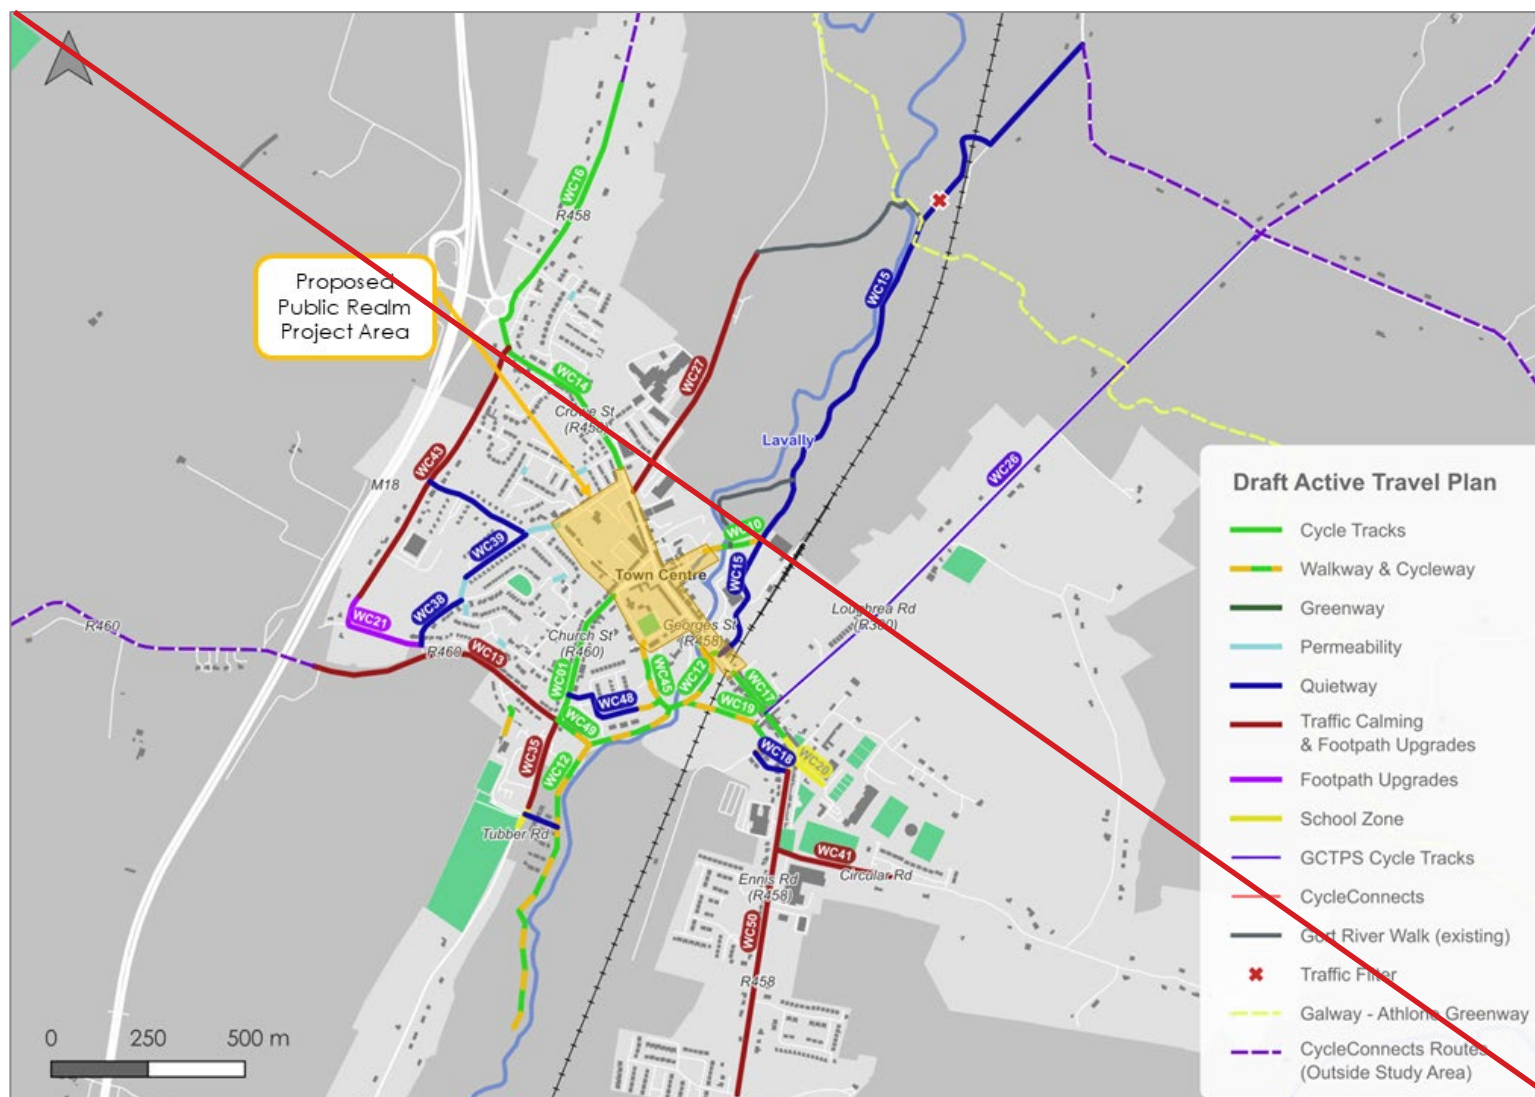 WC16
R458
Proposed
Public Realm
Project Area
WC15
WC14
WC27
Crowe St
(R458)
Lavally
WC43
M18
WC26
WC39
WC10
Town Centre
WC15
WC38
WC21
R460
Loughrea Rd
(R380)
Georges St
(R458)
Church St
(R460)
R460
WC13
WC01
WC45
WC12
WC17
WC48
WC19
WC49
WC18
WC20
WC35
WC12
Tubber Rd
WC41
Circular Rd
Ennis Rd
(R458)
WC50
R458
0 250 500 m
Draft Active Travel Plan
Cycle Tracks
Walkway & Cycleway
Greenway
Permeability
Quietway
Traffic Calming
& Footpath Upgrades
Footpath Upgrades
School Zone
GCTPS Cycle Tracks
CycleConnects
Gort River Walk (existing)
Traffic Filter
Galway - Athlone Greenway
CycleConnects Routes
(Outside Study Area)